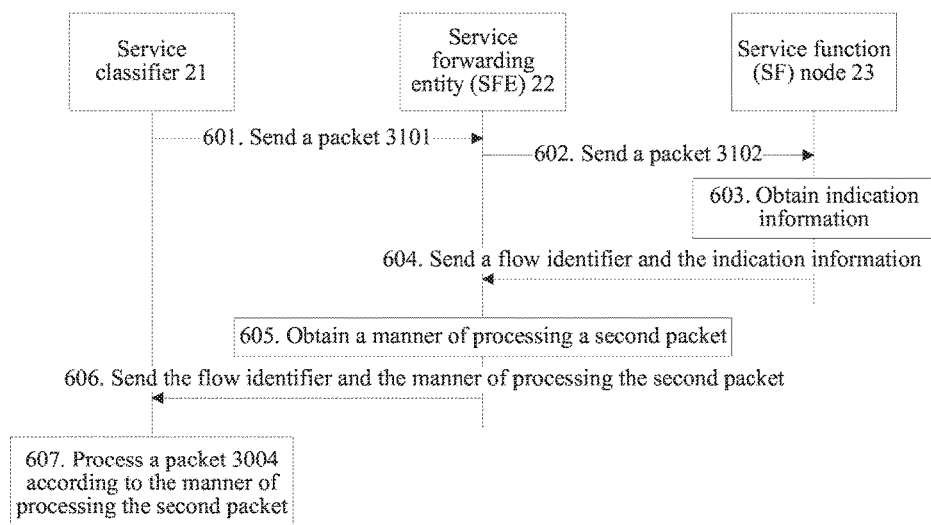 Service
classifier 21
Service
forwarding
entity (SFE) 22
Service function
(SF) node 23
601. Send a packet 3101
602. Send a packet 3102
603. Obtain indication
information
604. Send a flow identifier and the indication information
605. Obtain a manner of processing a second packet
606. Send the flow identifier and the manner of processing the second packet
607. Process a packet 3004
according to the manner of
processing the second packet